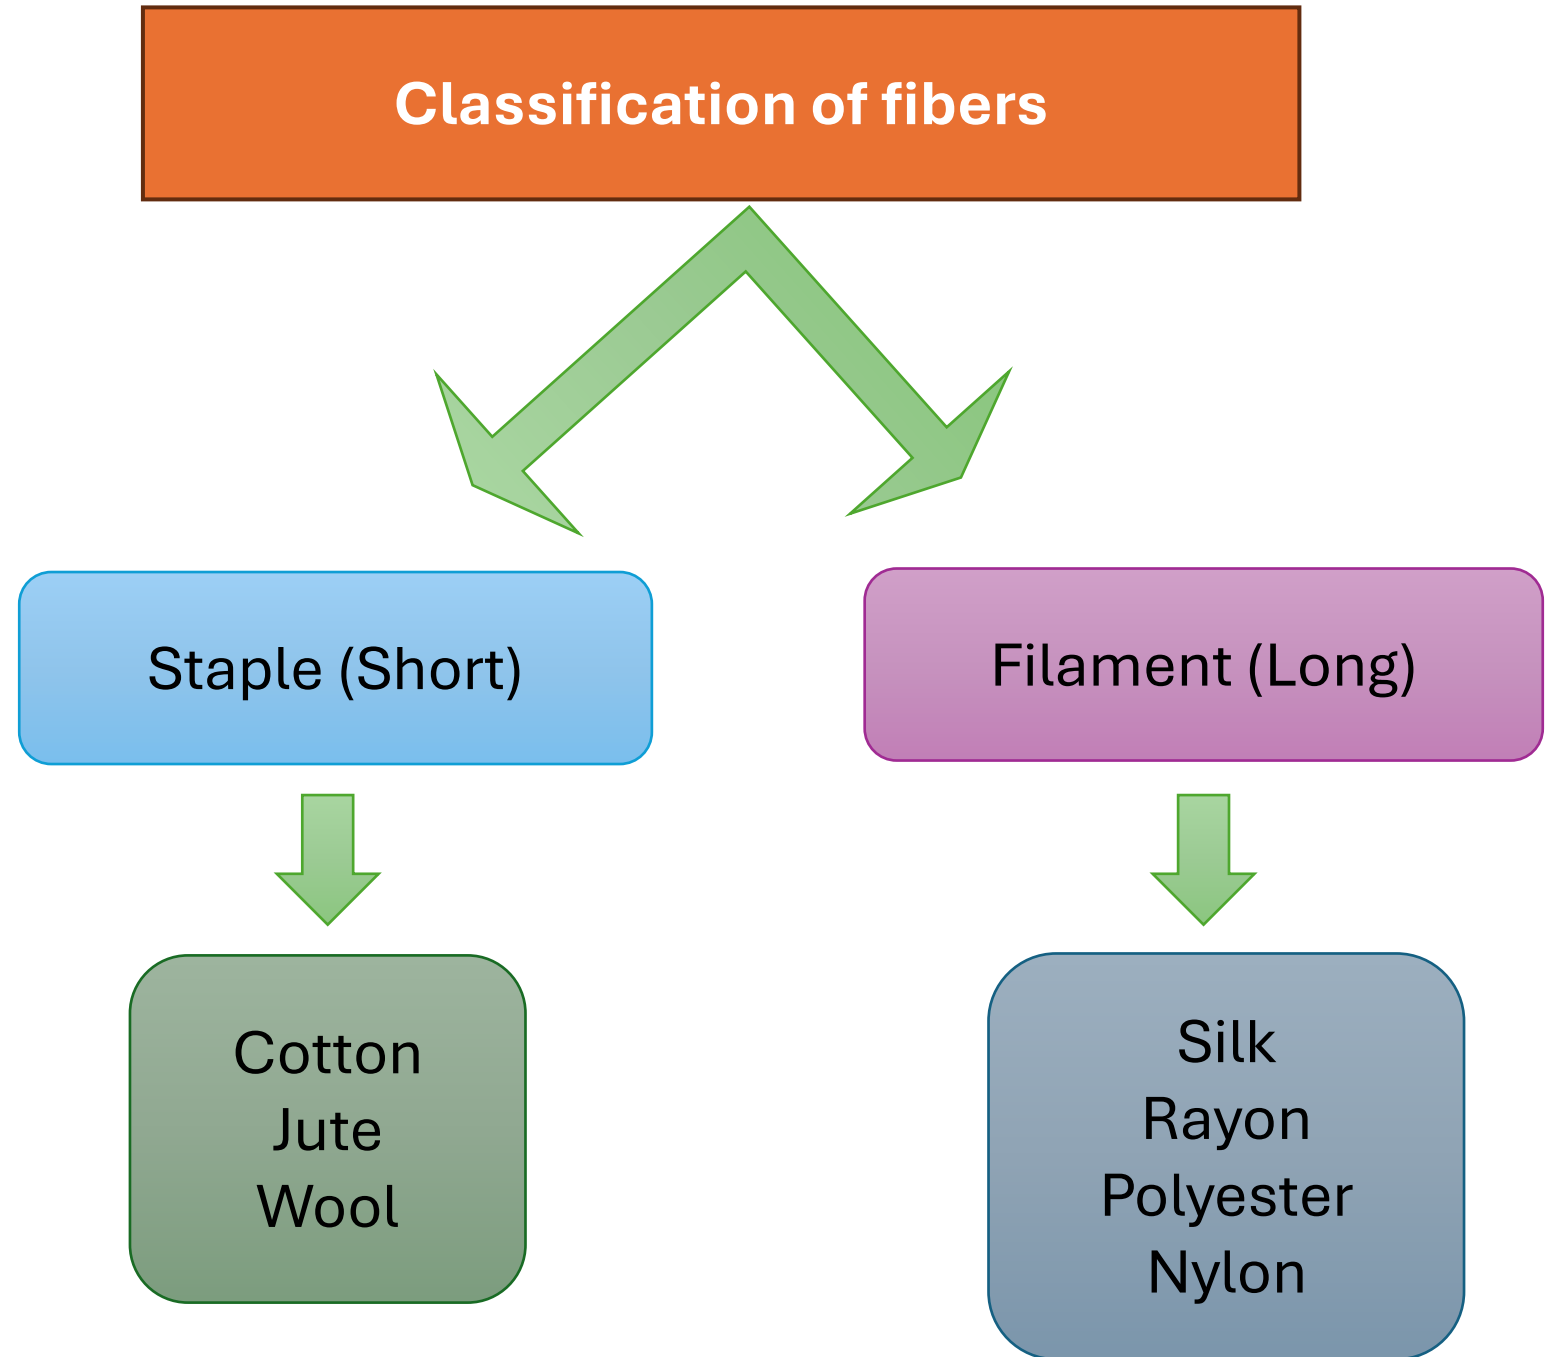 Classification of fibers
Staple (Short)
Filament (Long)
Cotton
Jute
Wool
Silk
Rayon
Polyester
Nylon